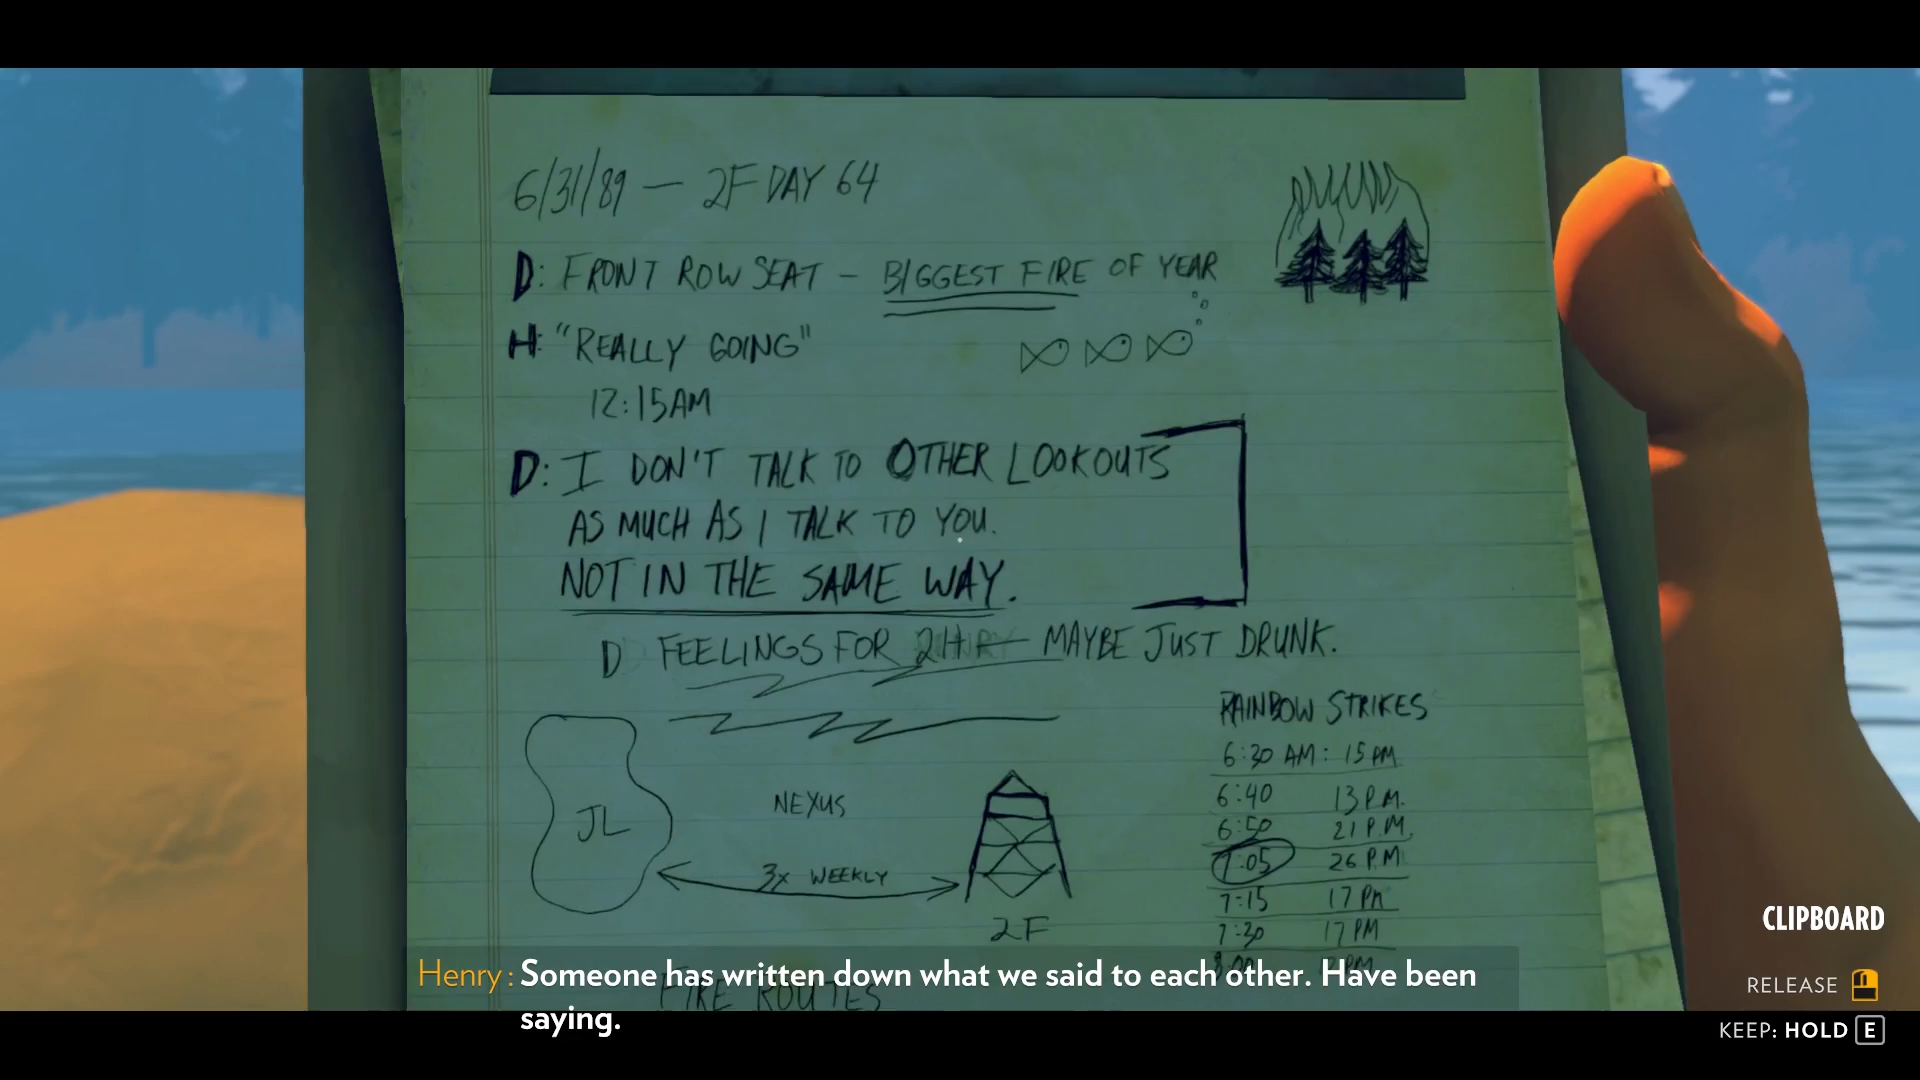 6/31/89 — 2F DAY 64
D: FRONT ROW SEAT – BIGGEST FIRE OF YEAR
H: "REALLY GOING"
12:15AM
D: I DON'T TALK TO OTHER LOOKOUTS
AS MUCH AS I TALK TO YOU.
NOT IN THE SAME WAY.
D FEELINGS FOR MAYBE JUST DRUNK.
RAINBOW STRIKES
6:30 AM: 15 PM
6:40 13 P.M.
6:50 21 P.M.
7:05 26 P.M
7:15 17 PM
7:30 17 PM
JL
NEXUS
3x WEEKLY
2F
FIRE ROUTES
Henry: Someone has written down what we said to each other. Have been
saying.
CLIPBOARD
RELEASE
KEEP: HOLD E